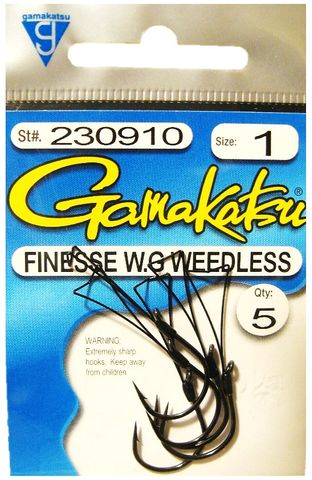 gamakatsu
g
St#. 230910 Size: 1
Gamakatsu®
FINESSE W.G WEEDLESS
Qty:
5
WARNING:
Extremely sharp
hooks. Keep away
from children.